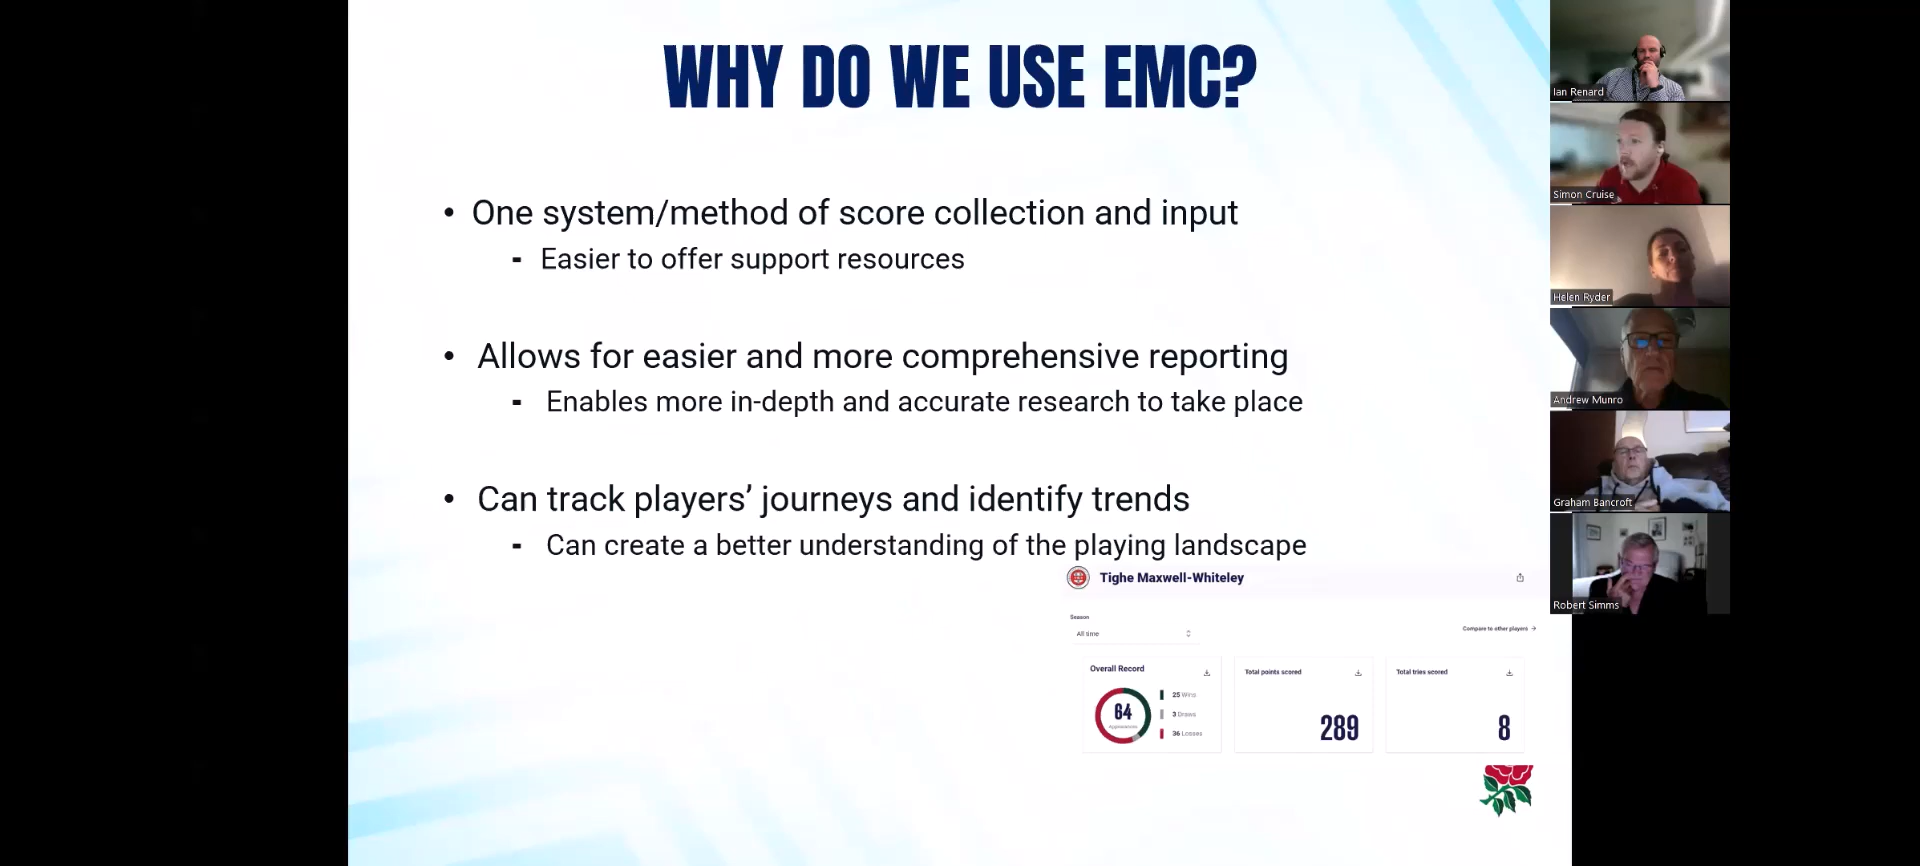 WHY DO WE USE EMC?
• One system/method of score collection and input
- Easier to offer support resources
• Allows for easier and more comprehensive reporting
- Enables more in-depth and accurate research to take place
• Can track players’ journeys and identify trends
- Can create a better understanding of the playing landscape
Tighe Maxwell-Whiteley
Season
All time
Compare to other players →
Overall Record
64
Appearances
25 Wins
3 Draws
36 Losses
Total points scored
289
Total tries scored
8
Ian Renard
Simon Cruise
Helen Ryder
Andrew Munro
Graham Bancroft
Robert Simms